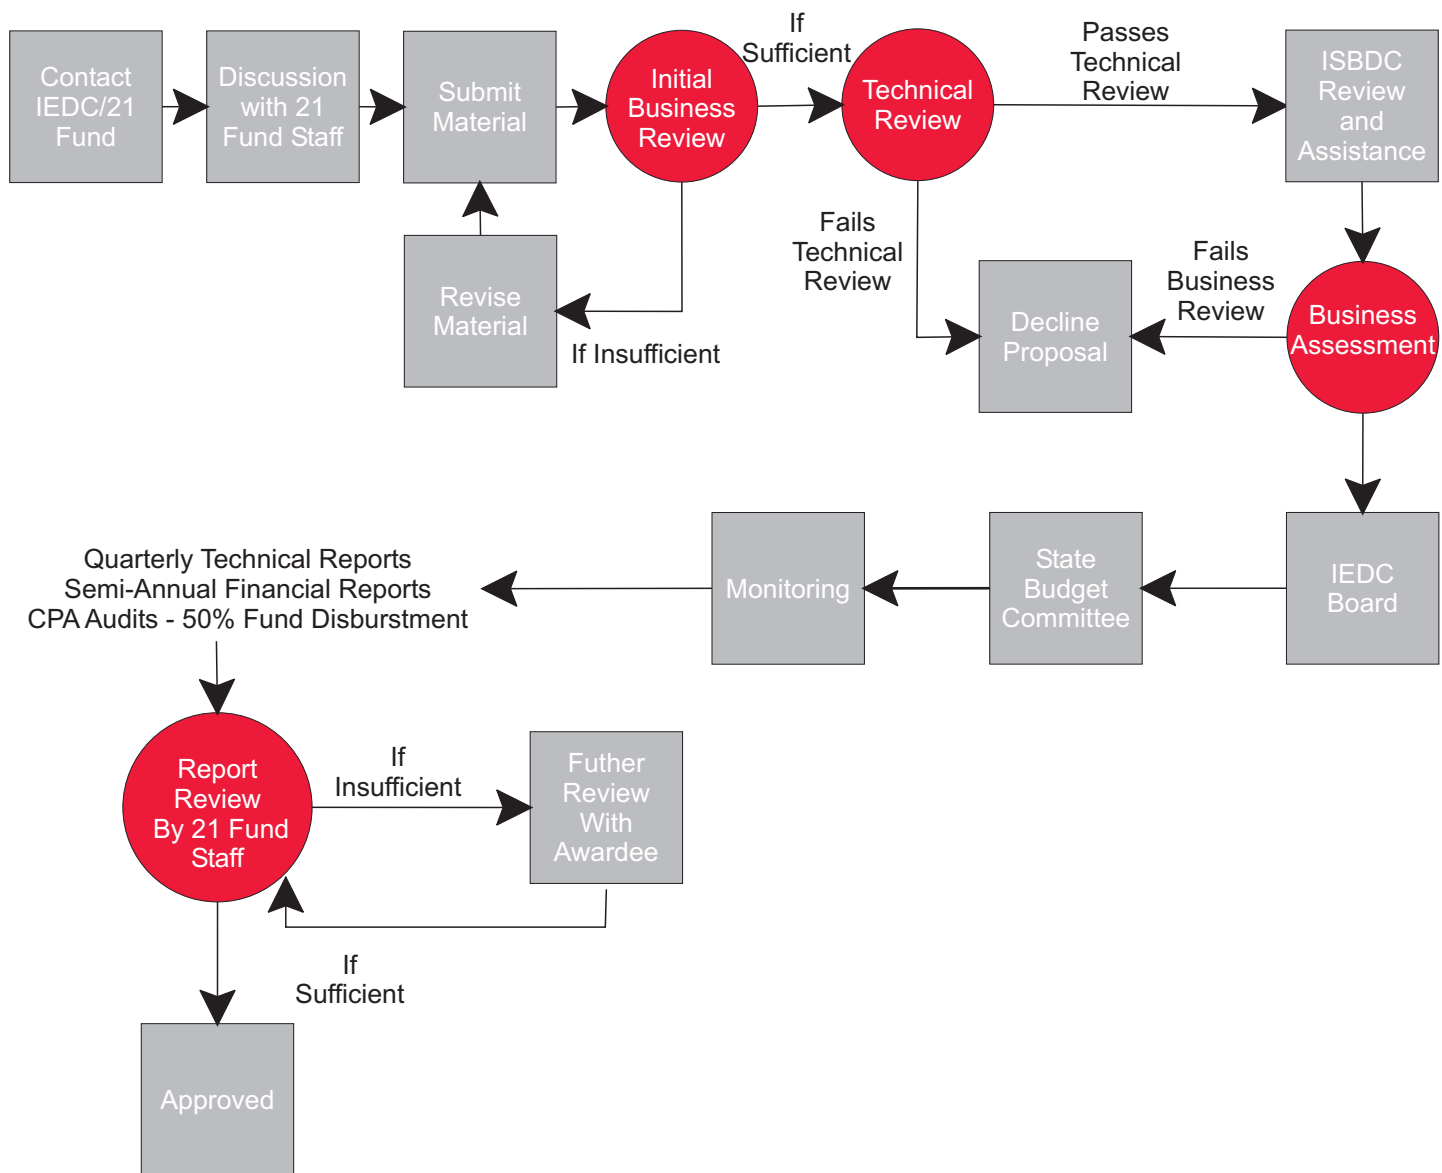 Contact
IEDC/21
Fund
Discussion
with 21
Fund Staff
Submit
Material
Initial
Business
Review
If
Sufficient
Technical
Review
Passes
Technical
Review
ISBDC
Review
and
Assistance
Revise
Material
If Insufficient
Fails
Technical
Review
Decline
Proposal
Fails
Business
Review
Business
Assessment
IEDC
Board
State
Budget
Committee
Monitoring
Quarterly Technical Reports
Semi-Annual Financial Reports
CPA Audits - 50% Fund Disburstment
Report
Review
By 21 Fund
Staff
If
Insufficient
Futher
Review
With
Awardee
If
Sufficient
Approved